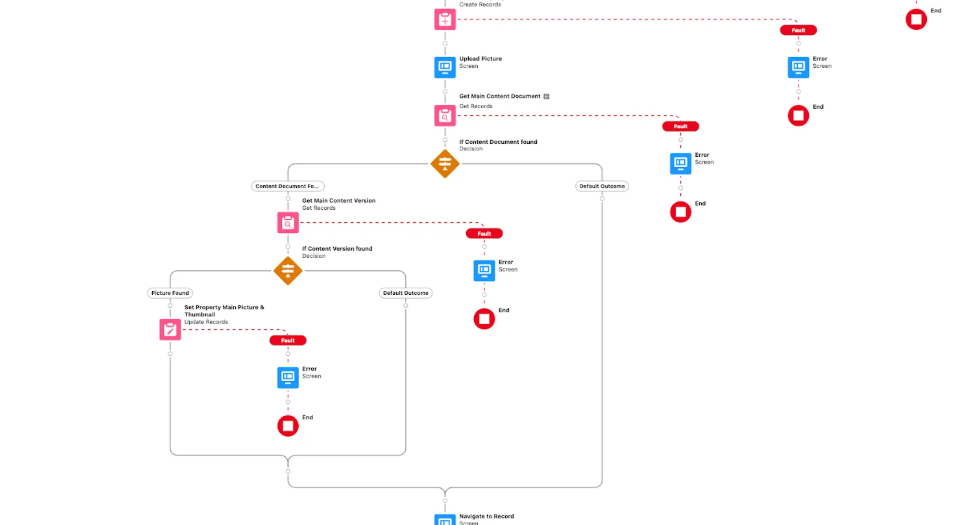 Create Records
End
Fault
Upload Picture
Screen
Error
Screen
Get Main Content Document
Get Records
End
Fault
If Content Document found
Decision
Error
Screen
Content Document Fo...
Default Outcome
Get Main Content Version
Get Records
End
Fault
If Content Version found
Decision
Error
Screen
Picture Found
Default Outcome
Set Property Main Picture &
Thumbnail
Update Records
End
Fault
Error
Screen
End
Navigate to Record
Screen